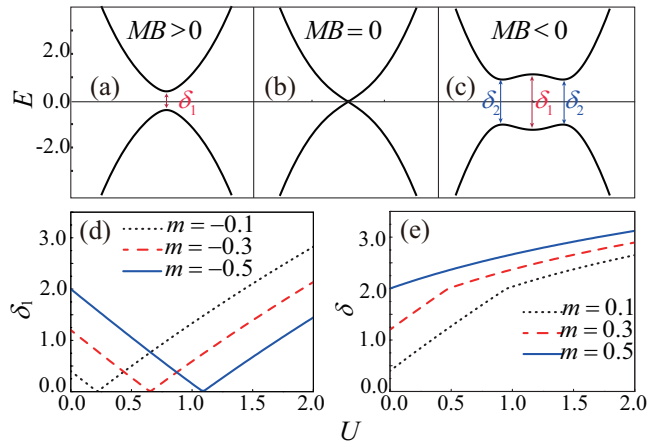 MB > 0 MB = 0 MB < 0
2.0
(a) (b) (c)
E
0.0
δ₁ δ₂ δ₁ δ₂
-2.0
(d) m = −0.1
m = −0.3
m = −0.5
3.0
2.0
1.0
0.0
δ₁
0.0 0.5 1.0 1.5 2.0
(e)
3.0
2.0
1.0
0.0
δ
m = 0.1
m = 0.3
m = 0.5
0.0 0.5 1.0 1.5 2.0
U